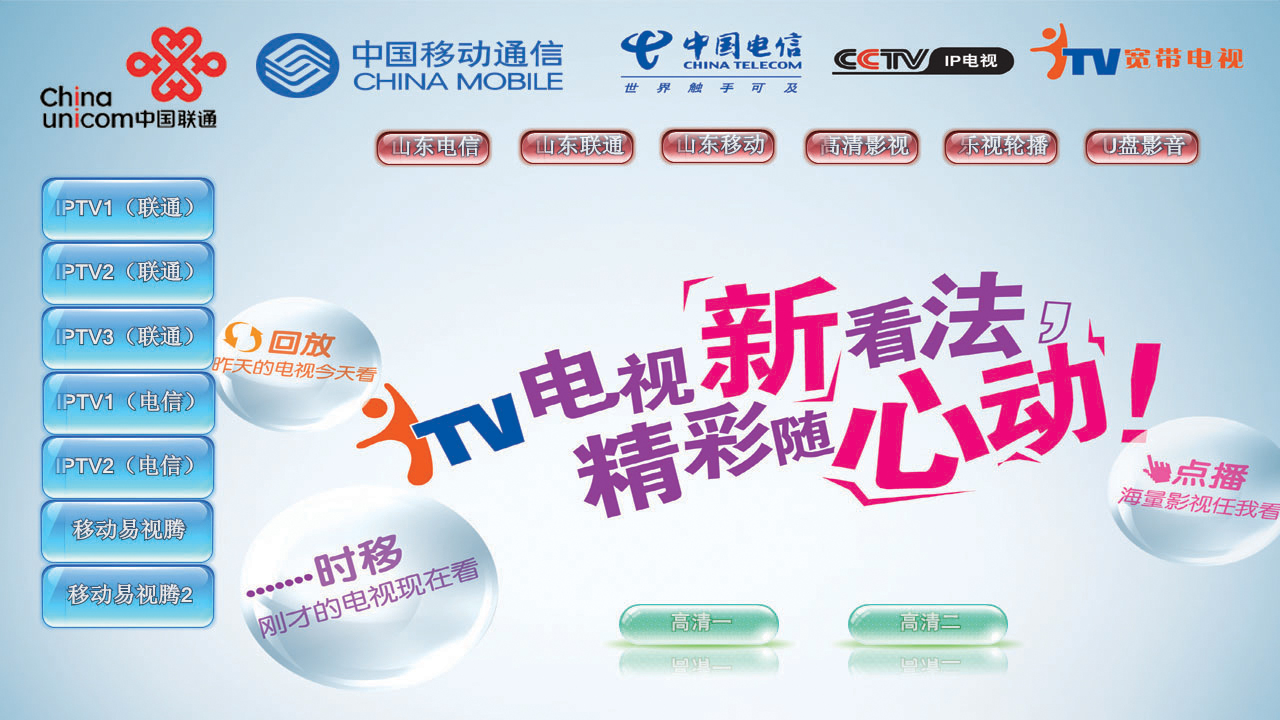 China
unicom中国联通
中国移动通信
CHINA MOBILE
中国电信
CHINA TELECOM
世界触手可及
CCTV IP电视
iTV宽带电视
山东电信
山东联通
山东移动
高清影视
乐视轮播
U盘影音
IPTV1（联通）
IPTV2（联通）
IPTV3（联通）
IPTV1（电信）
IPTV2（电信）
移动易视腾
移动易视腾2
回放
昨天的电视今天看
iTV电视新看法，
精彩随心动！
点播
海量影视任我看
.......时移
刚才的电视现在看
高清一
高清二